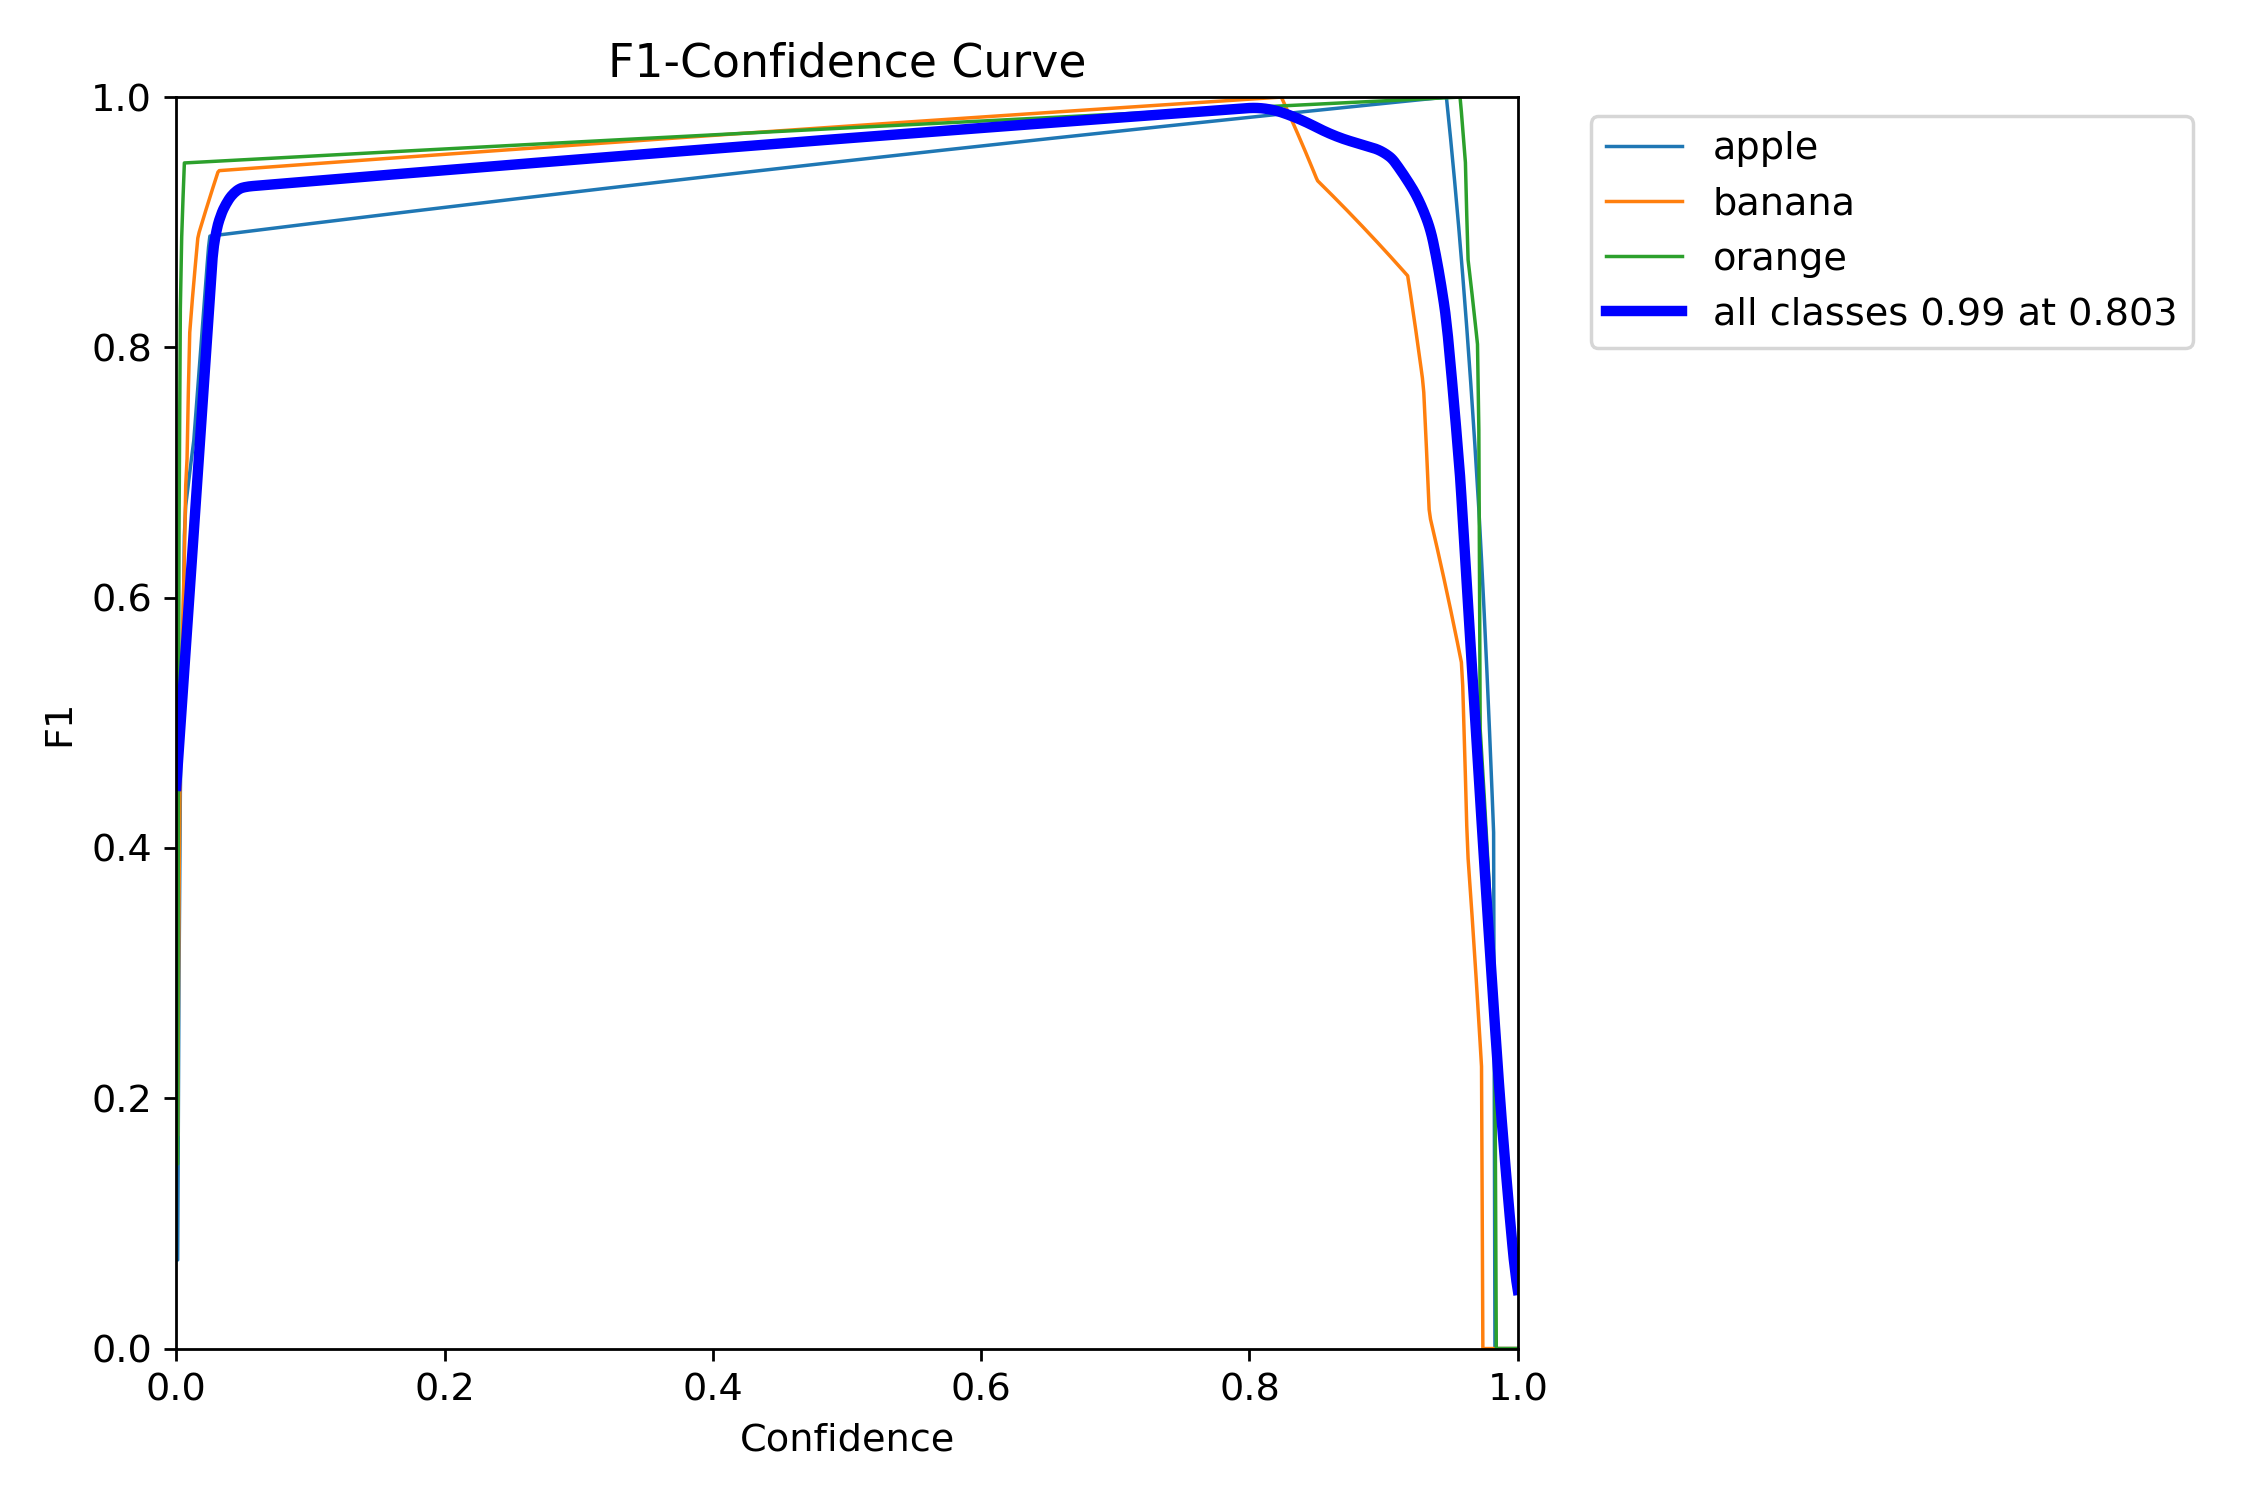 F1-Confidence Curve
1.0
0.8
0.6
0.4
0.2
0.0
F1
0.0 0.2 0.4 0.6 0.8 1.0
Confidence
apple
banana
orange
all classes 0.99 at 0.803